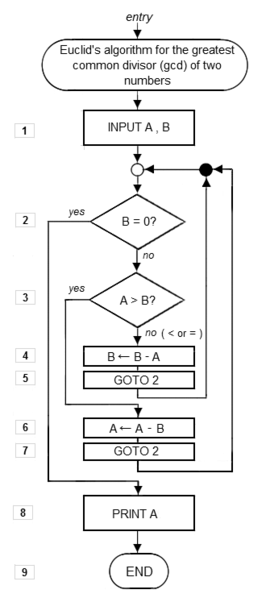 entry
Euclid's algorithm for the greatest
common divisor (gcd) of two
numbers
1
INPUT A , B
2
yes
B = 0?
no
3
yes
A > B?
no ( < or = )
4
B ← B - A
5
GOTO 2
6
A ← A - B
7
GOTO 2
8
PRINT A
9
END